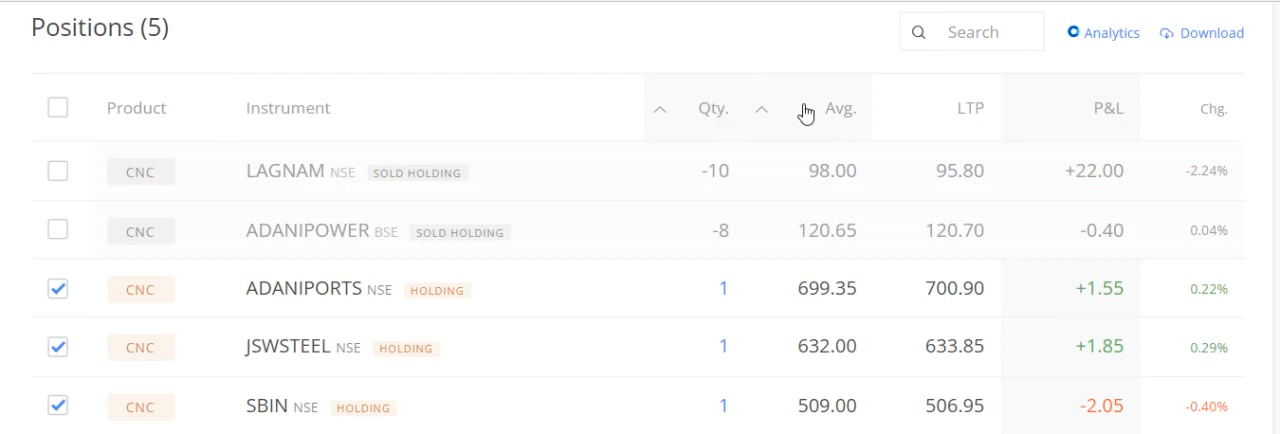 Positions (5) Search Analytics Download
Product Instrument Qty. Avg. LTP P&L Chg.
CNC LAGNAM NSE SOLD HOLDING -10 98.00 95.80 +22.00 -2.24%
CNC ADANIPOWER BSE SOLD HOLDING -8 120.65 120.70 -0.40 0.04%
CNC ADANIPORTS NSE HOLDING 1 699.35 700.90 +1.55 0.22%
CNC JSWSTEEL NSE HOLDING 1 632.00 633.85 +1.85 0.29%
CNC SBIN NSE HOLDING 1 509.00 506.95 -2.05 -0.40%